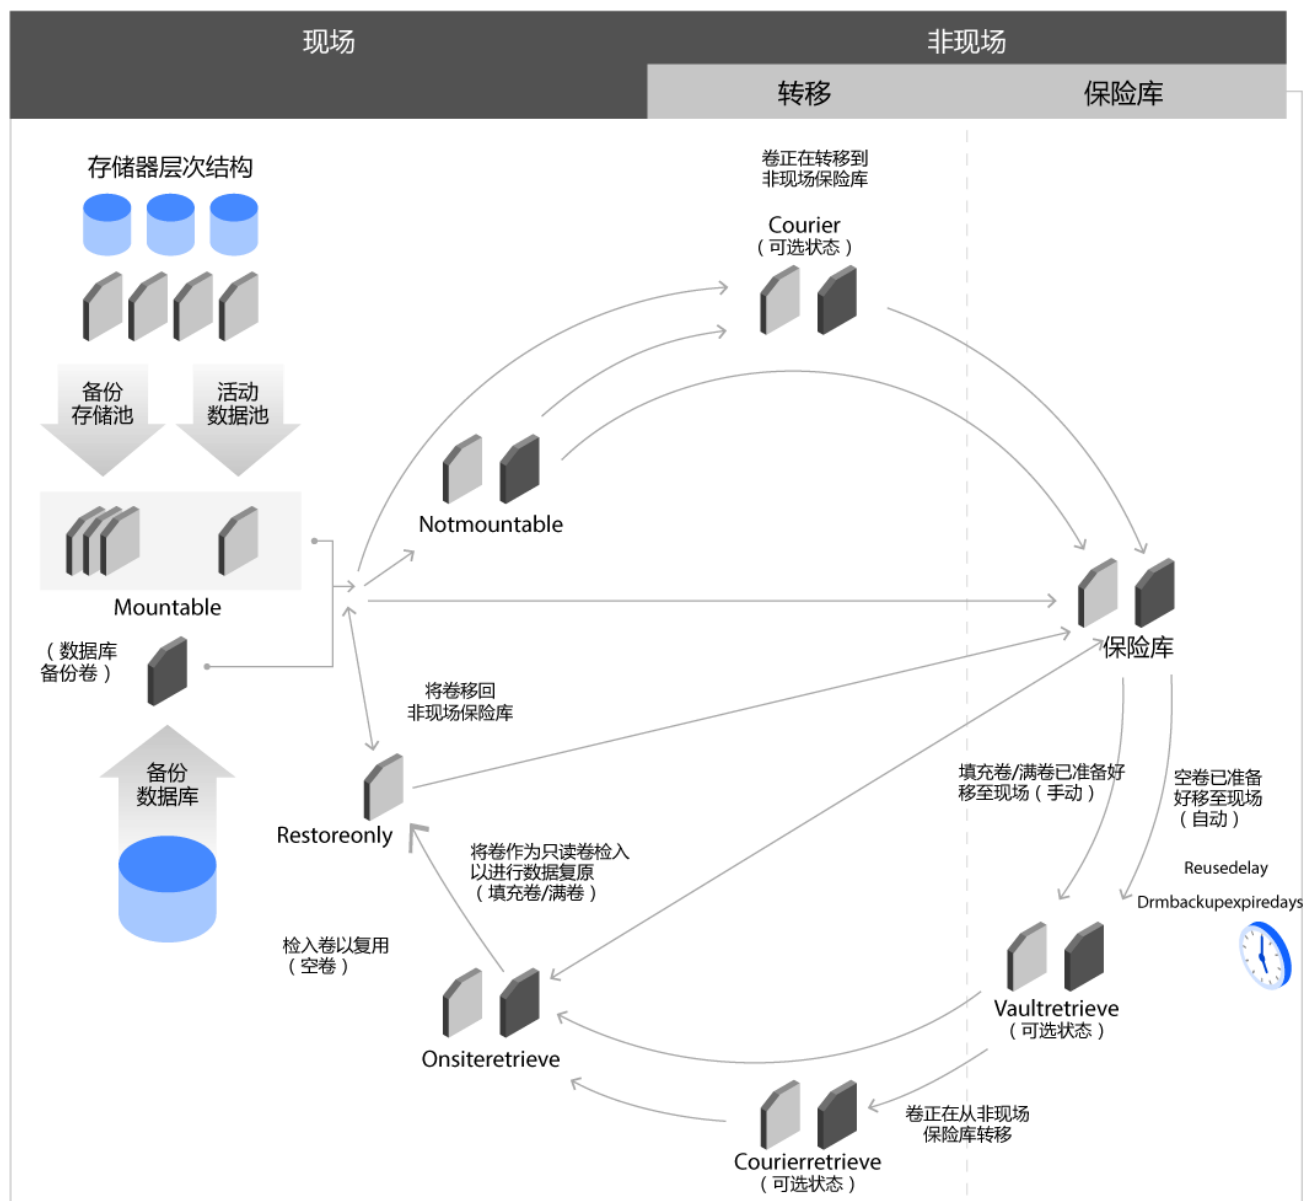 现场
非现场
转移
保险库
存储器层次结构
备份
存储池
活动
数据池
Mountable
（数据库
备份卷）
备份
数据库
卷正在转移到
非现场保险库
Courier
（可选状态）
Notmountable
保险库
将卷移回
非现场保险库
Restoreonly
将卷作为只读卷检入
以进行数据复原
（填充卷/满卷）
检入卷以复用
（空卷）
Onsiteretrieve
填充卷/满卷已准备好
移至现场（手动）
空卷已准备
好移至现场
（自动）
Reusedelay
Drmbackupexpiredays
Vaultretrieve
（可选状态）
卷正在从非现场
保险库转移
Courierretrieve
（可选状态）